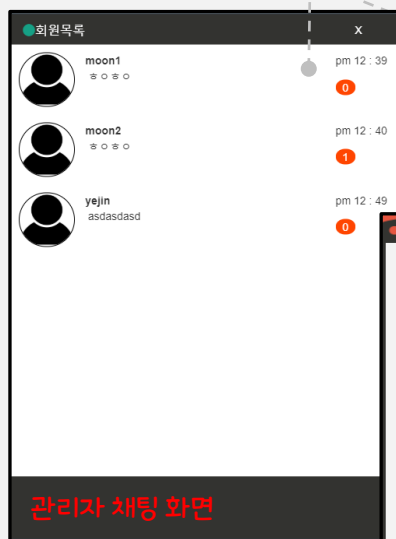 회원목록 x
moon1 pm 12 : 39
ㅎㅇㅎㅇ 0
moon2 pm 12 : 40
ㅎㅇㅎㅇ 1
yejin pm 12 : 49
asdasdasd 0
관리자 채팅 화면